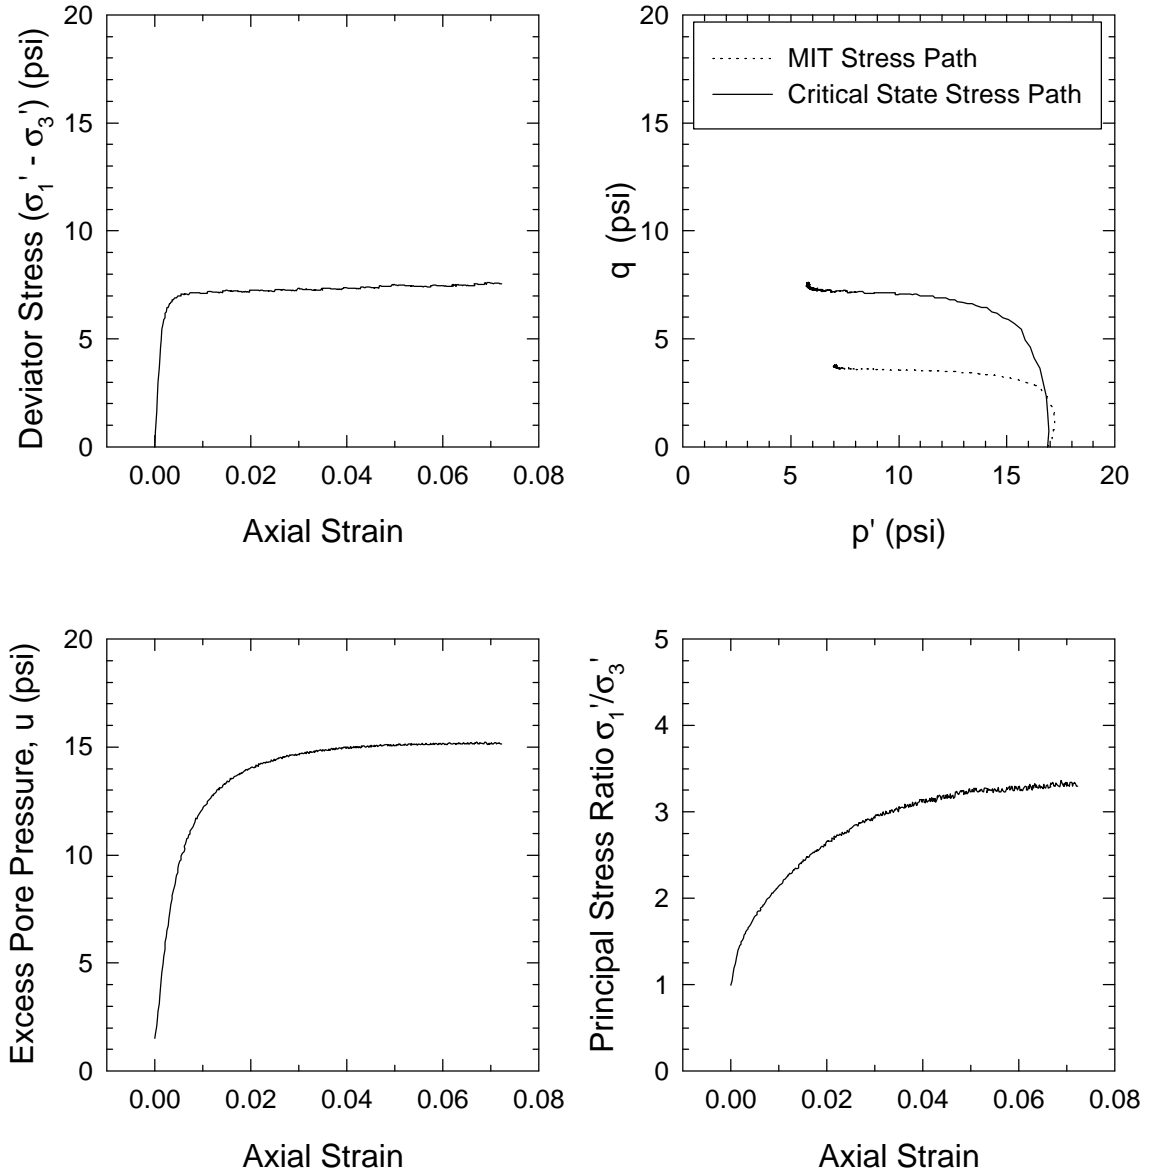 Deviator Stress (σ₁' - σ₃') (psi)
20
15
10
5
0
0.00 0.02 0.04 0.06 0.08
Axial Strain
q (psi)
20
15
10
5
0
MIT Stress Path
Critical State Stress Path
0 5 10 15 20
p' (psi)
Excess Pore Pressure, u (psi)
20
15
10
5
0
0.00 0.02 0.04 0.06 0.08
Axial Strain
Principal Stress Ratio σ₁'/σ₃'
5
4
3
2
1
0
0.00 0.02 0.04 0.06 0.08
Axial Strain